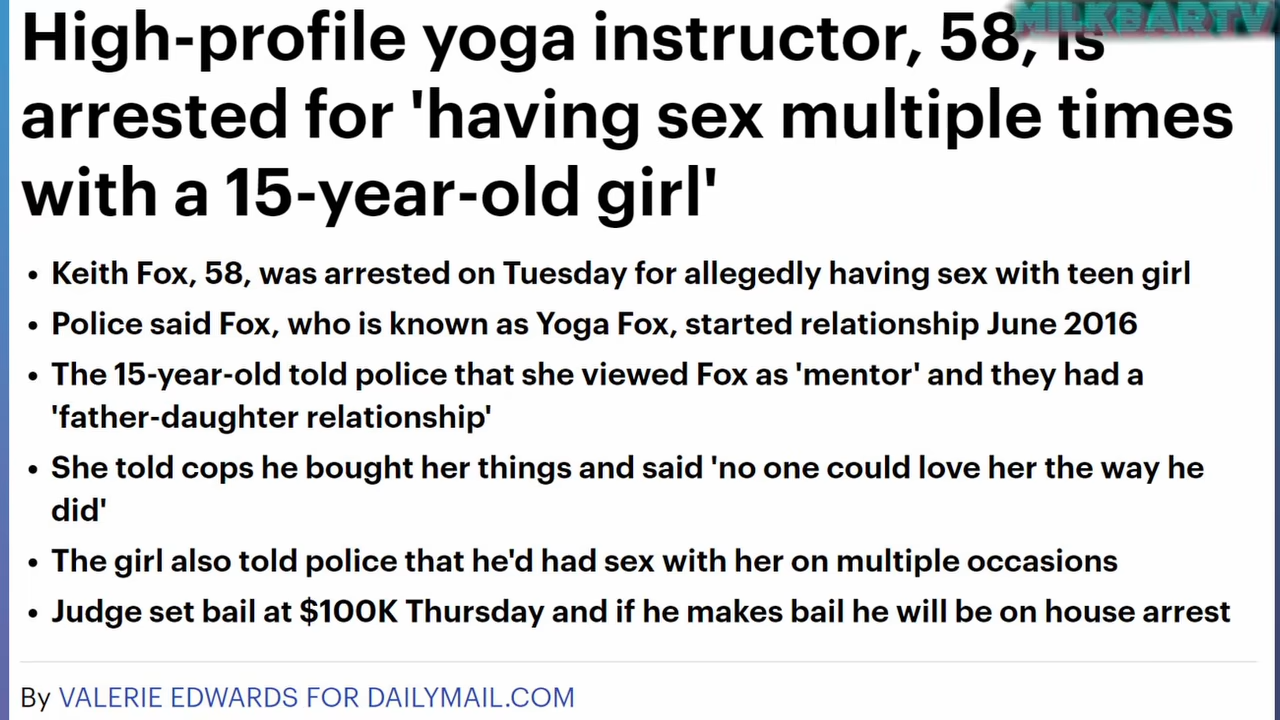 MILKBARTV
High-profile yoga instructor, 58, is
arrested for 'having sex multiple times
with a 15-year-old girl'
• Keith Fox, 58, was arrested on Tuesday for allegedly having sex with teen girl
• Police said Fox, who is known as Yoga Fox, started relationship June 2016
• The 15-year-old told police that she viewed Fox as 'mentor' and they had a
'father-daughter relationship'
• She told cops he bought her things and said 'no one could love her the way he
did'
• The girl also told police that he'd had sex with her on multiple occasions
• Judge set bail at $100K Thursday and if he makes bail he will be on house arrest
By VALERIE EDWARDS FOR DAILYMAIL.COM